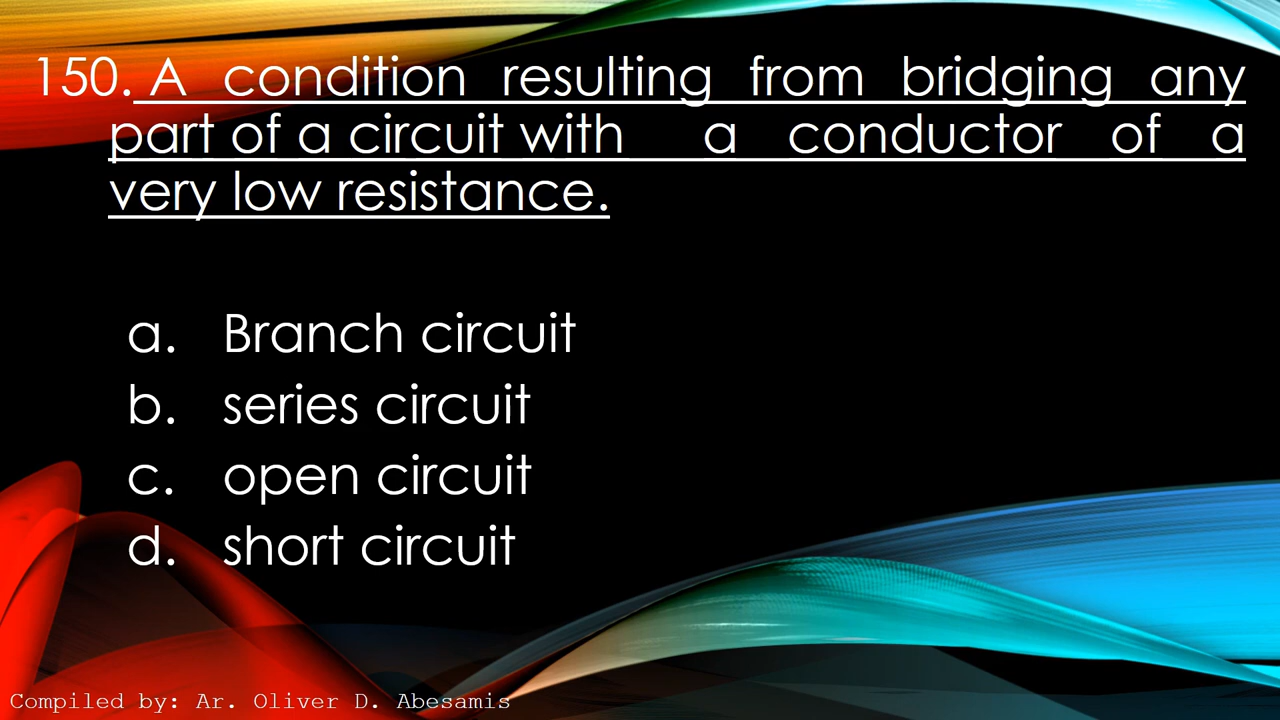 150. A condition resulting from bridging any
part of a circuit with a conductor of a
very low resistance.
a. Branch circuit
b. series circuit
c. open circuit
d. short circuit
Compiled by: Ar. Oliver D. Abesamis